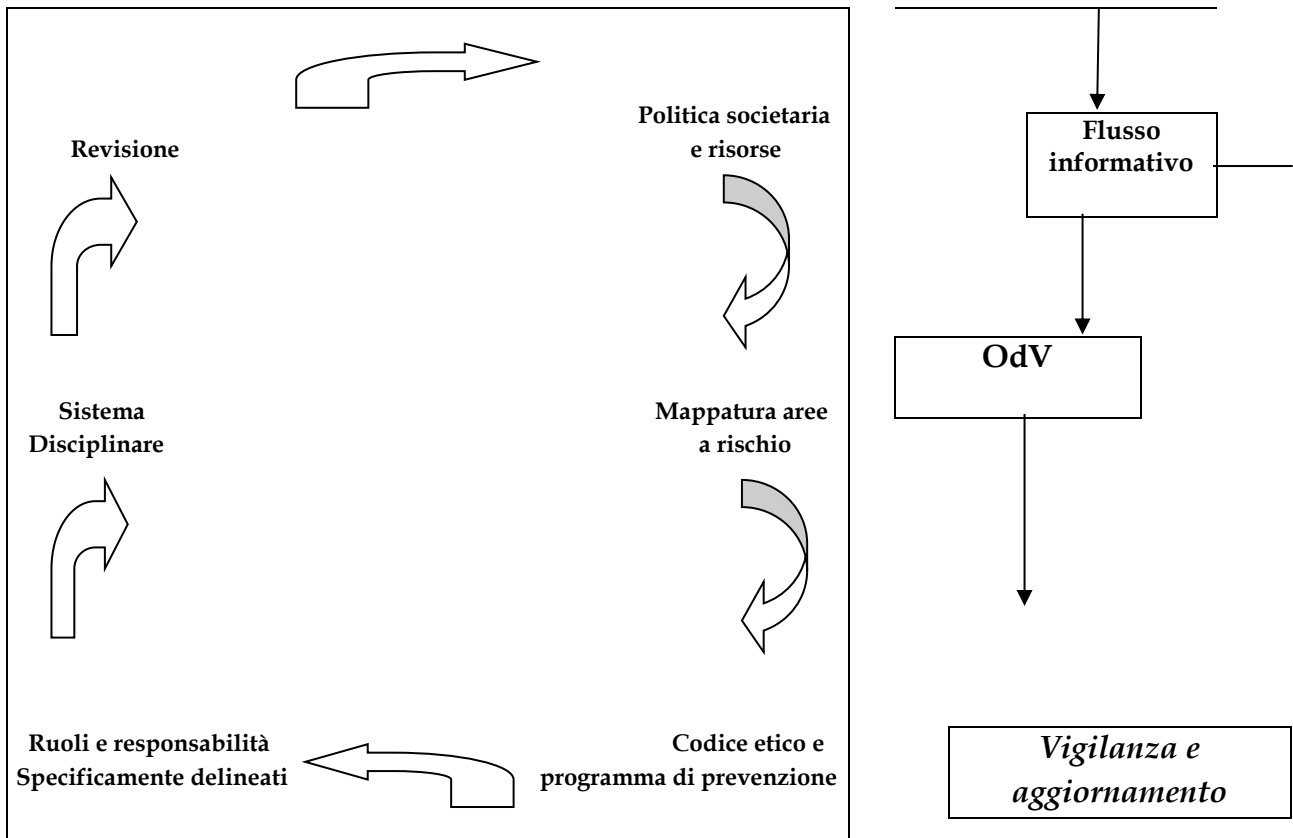 Politica societaria
e risorse
Revisione
Sistema
Disciplinare
Mappatura aree
a rischio
Ruoli e responsabilità
Specificamente delineati
Codice etico e
programma di prevenzione
Flusso
informativo
OdV
Vigilanza e
aggiornamento